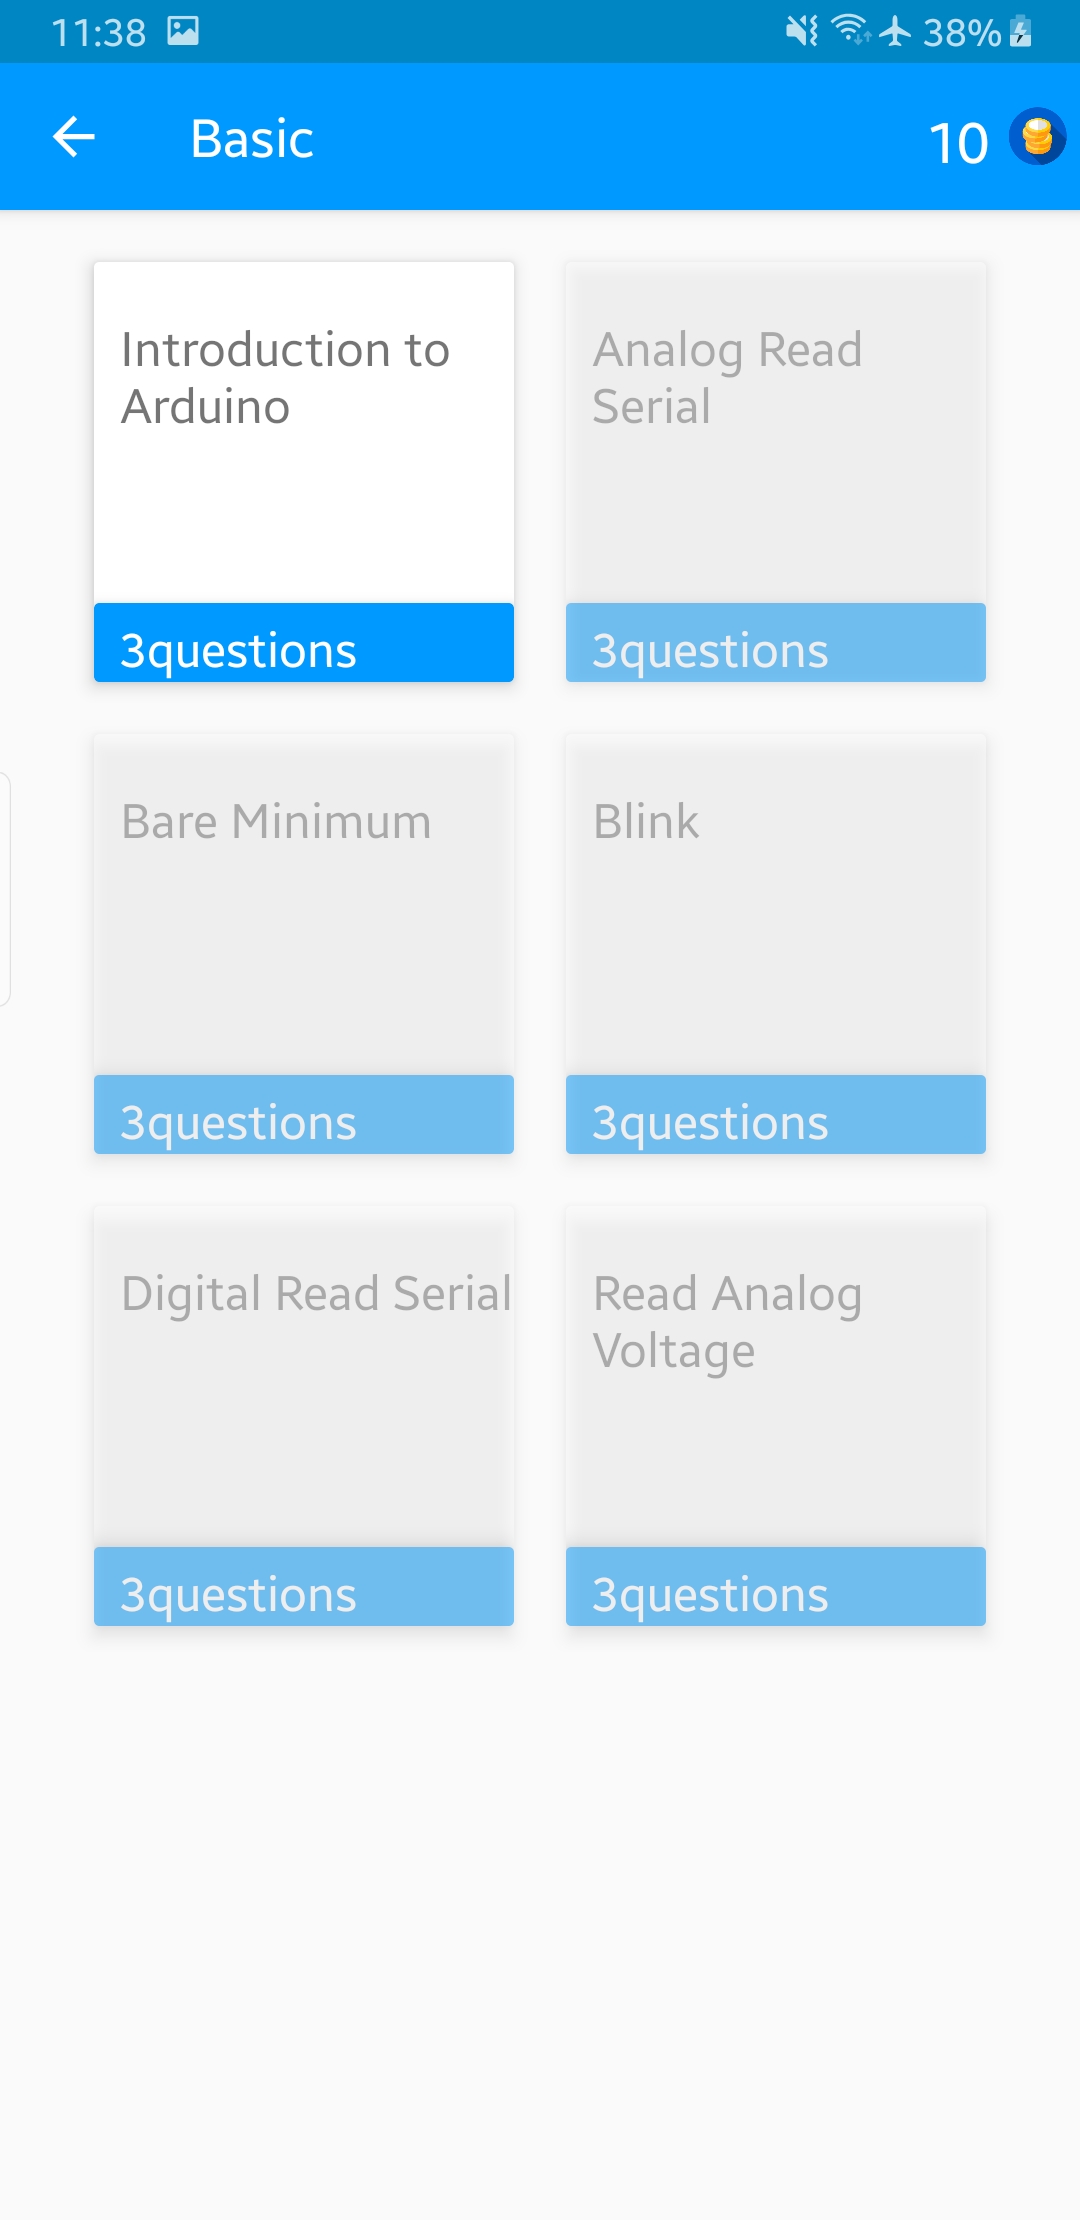 11:38
38%
Basic
10
Introduction to
Arduino
3questions
Analog Read
Serial
3questions
Bare Minimum
3questions
Blink
3questions
Digital Read Serial
3questions
Read Analog
Voltage
3questions